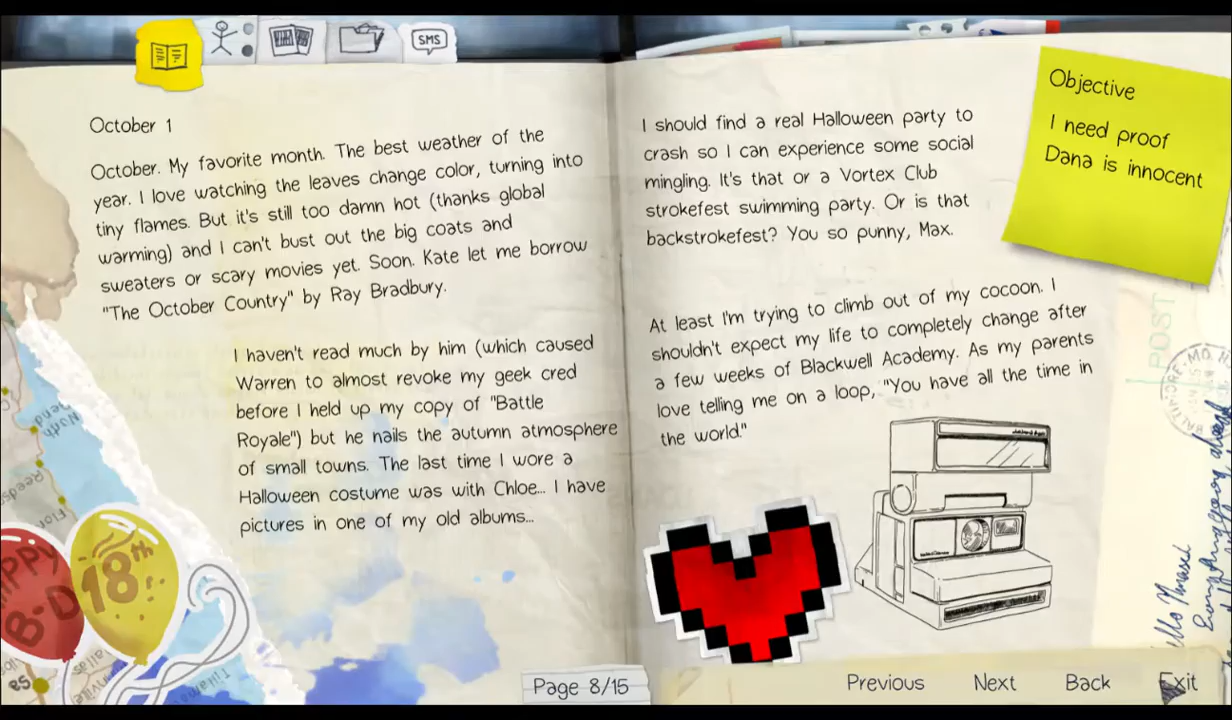 SMS
October 1
October. My favorite month. The best weather of the
year. I love watching the leaves change color, turning into
tiny flames. But it's still too damn hot (thanks global
warming) and I can't bust out the big coats and
sweaters or scary movies yet. Soon. Kate let me borrow
"The October Country" by Ray Bradbury.
I haven't read much by him (which caused
Warren to almost revoke my geek cred
before I held up my copy of "Battle
Royale") but he nails the autumn atmosphere
of small towns. The last time I wore a
Halloween costume was with Chloe... I have
pictures in one of my old albums...
HAPPY
B-D
18th
!
I should find a real Halloween party to
crash so I can experience some social
mingling. It's that or a Vortex Club
strokefest swimming party. Or is that
backstrokefest? You so punny, Max.
At least I'm trying to climb out of my cocoon. I
shouldn't expect my life to completely change after
a few weeks of Blackwell Academy. As my parents
love telling me on a loop, "You have all the time in
the world."
Objective
I need proof
Dana is innocent
POST
Page 8/15
Previous
Next
Back
Exit